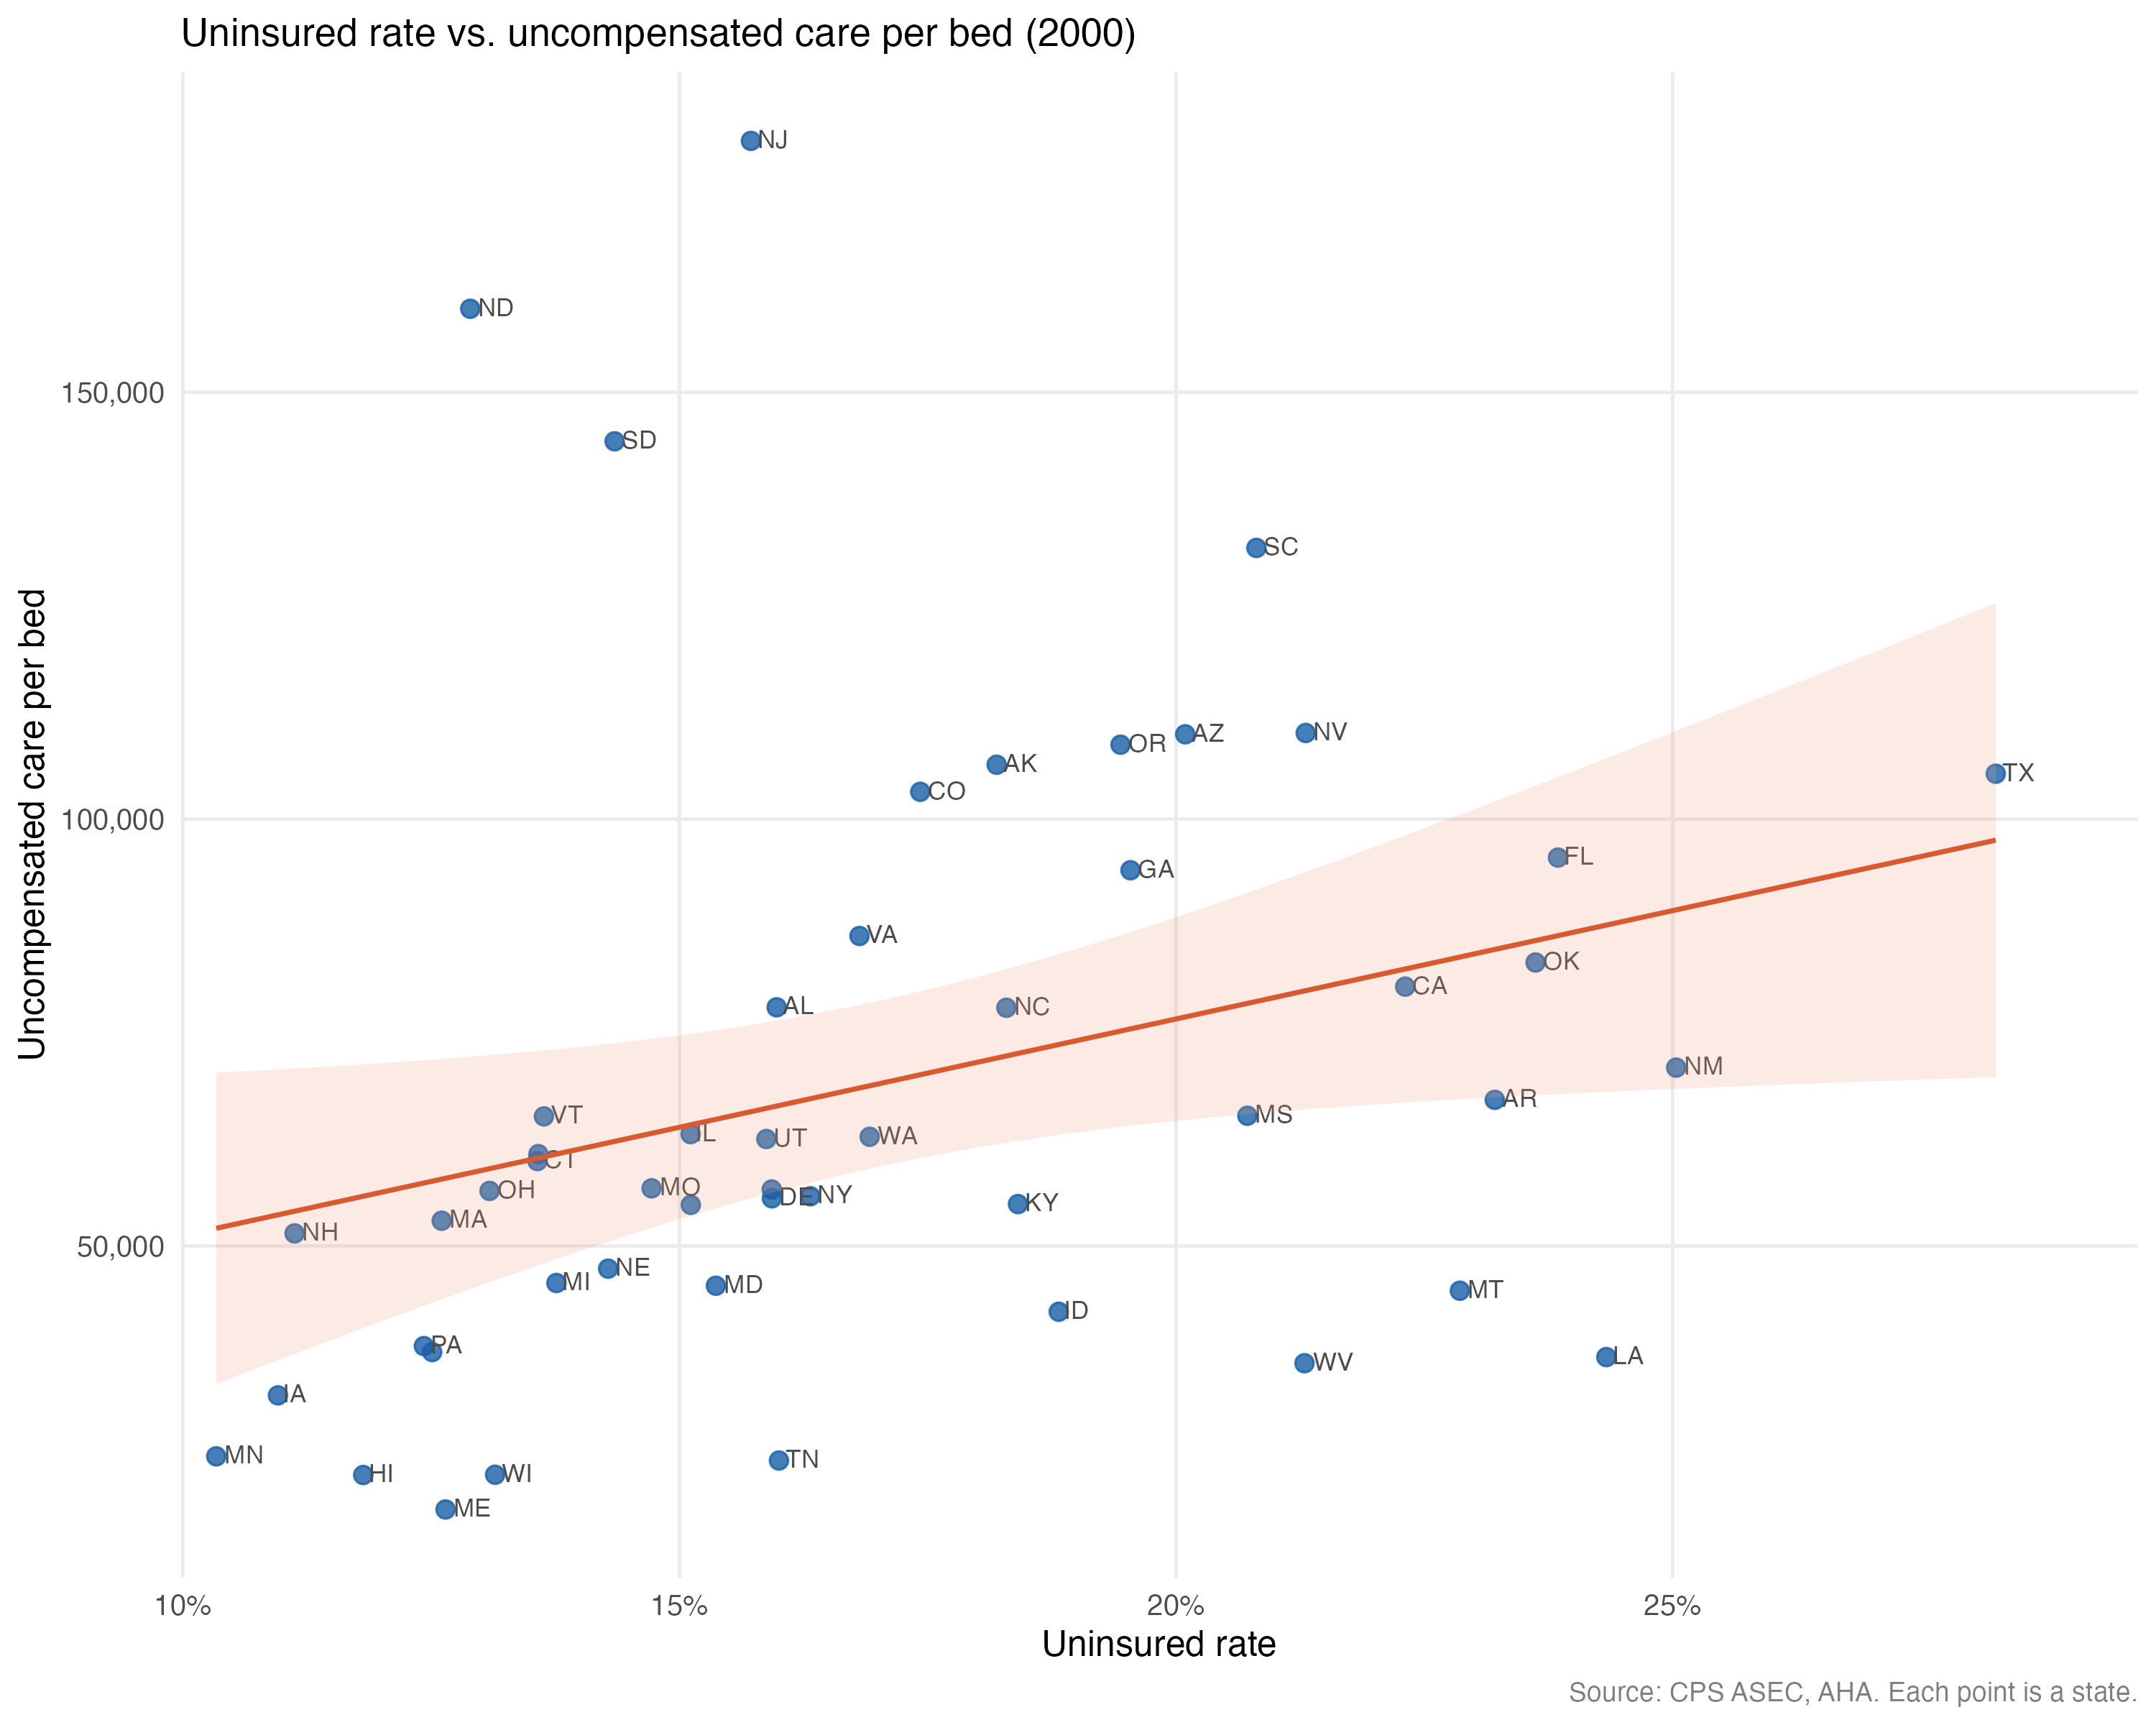 Uninsured rate vs. uncompensated care per bed (2000)
NJ
ND
150,000
SD
SC
NV
AZ
OR
AK
TX
CO
100,000
FL
GA
VA
OK
CA
AL
NC
NM
AR
VT
MS
IL
WA
UT
CT
MO
OH
DE
NY
KY
MA
NH
50,000
NE
MI
MD
MT
ID
PA
LA
WV
IA
MN
TN
HI
WI
ME
10%
15%
20%
25%
Uninsured rate
Uncompensated care per bed
Source: CPS ASEC, AHA. Each point is a state.